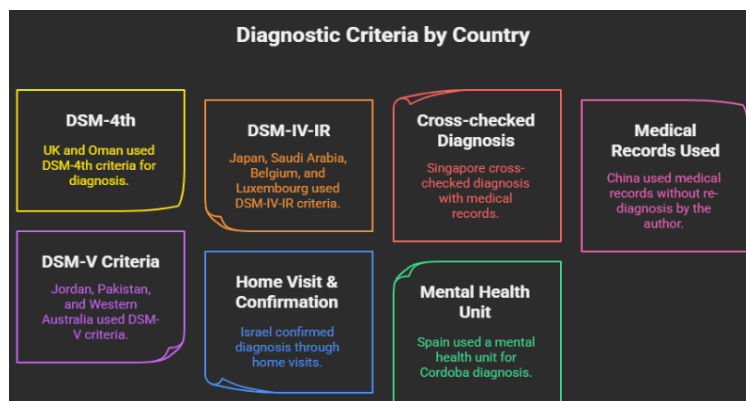 Diagnostic Criteria by Country
DSM-4th
UK and Oman used
DSM-4th criteria for
diagnosis.
DSM-IV-IR
Japan, Saudi Arabia,
Belgium, and
Luxembourg used
DSM-IV-IR criteria.
Cross-checked
Diagnosis
Singapore cross-
checked diagnosis
with medical
records.
Medical
Records Used
China used medical
records without re-
diagnosis by the
author.
DSM-V Criteria
Jordan, Pakistan,
and Western
Australia used DSM-
V criteria.
Home Visit &
Confirmation
Israel confirmed
diagnosis through
home visits.
Mental Health
Unit
Spain used a mental
health unit for
Cordoba diagnosis.